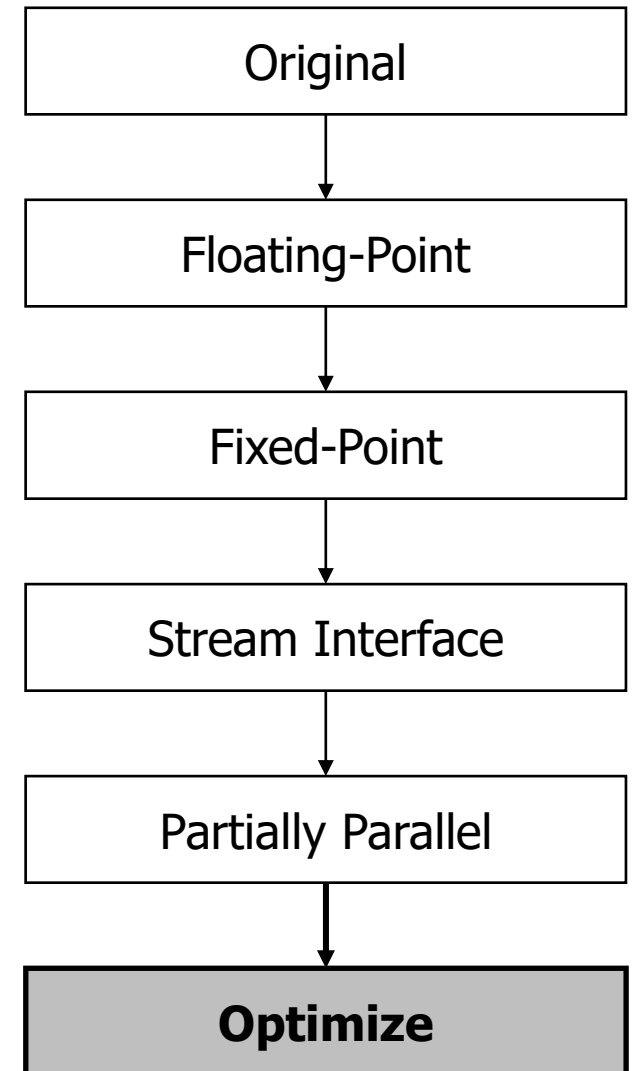 Original
Floating-Point
Fixed-Point
Stream Interface
Partially Parallel
Optimize